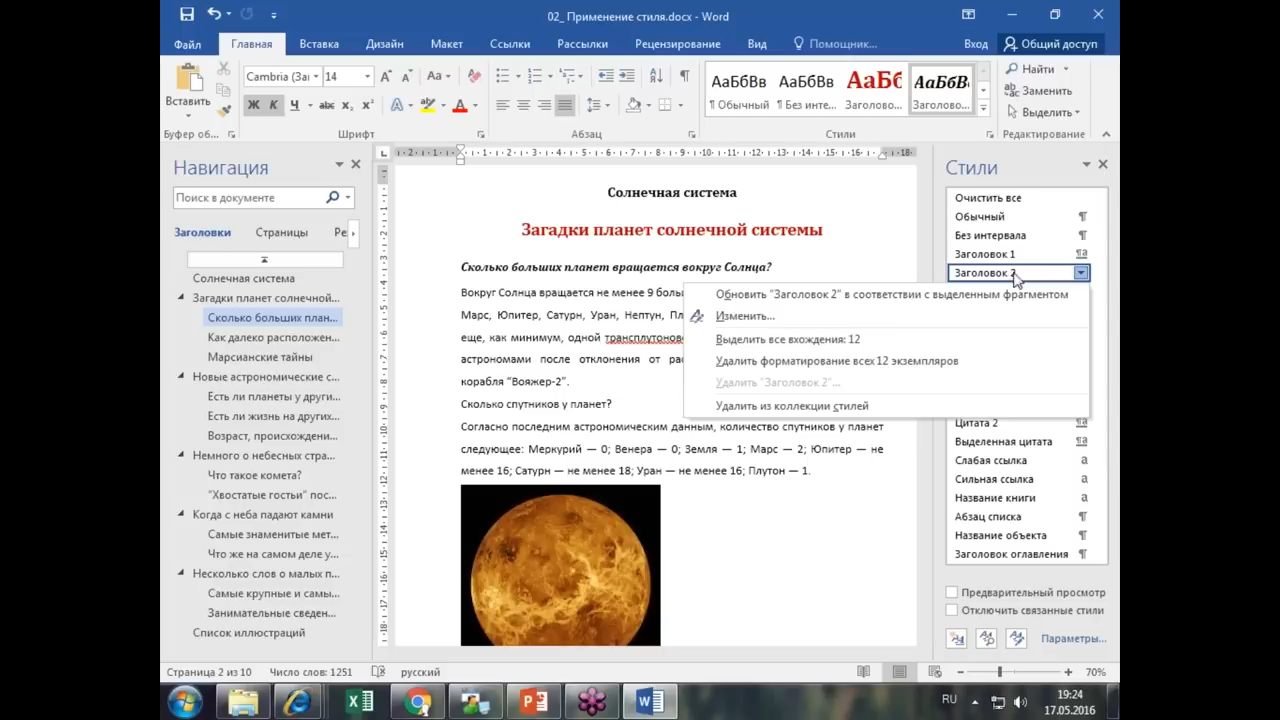 02_ Применение стиля.docx - Word
Файл
Главная
Вставка
Дизайн
Макет
Ссылки
Рассылки
Рецензирование
Вид
Помощник...
Вход
Общий доступ
Вставить
Cambria (Заг
14
Aa
Ж К Ч abc x₂ x²
АаБбВв
АаБбВв
АаБб
АаБбВ
¶ Обычный
¶ Без инте...
Заголово...
Заголово...
Найти
Заменить
Выделить
Буфер об...
Шрифт
Абзац
Стили
Редактирование
Навигация
Поиск в документе
Заголовки
Страницы
Ре
Солнечная система
Загадки планет солнечной...
Сколько больших план...
Как далеко расположен...
Марсианские тайны
Новые астрономические с...
Есть ли планеты у други...
Есть ли жизнь на других...
Возраст, происхождени...
Немного о небесных стра...
Что такое комета?
"Хвостатые гостьи" пос...
Когда с неба падают камни
Самые знаменитые мет...
Что же на самом деле у...
Несколько слов о малых п...
Самые крупные и самы...
Занимательные сведен...
Список иллюстраций
Солнечная система
Загадки планет солнечной системы
Сколько больших планет вращается вокруг Солнца?
Вокруг Солнца вращается не менее 9 боль
Марс, Юпитер, Сатурн, Уран, Нептун, Пл
еще, как минимум, одной трансплутонов
астрономами после отклонения от ра
корабля "Вояжер-2".
Сколько спутников у планет?
Согласно последним астрономическим данным, количество спутников у планет
следующее: Меркурий — 0; Венера — 0; Земля — 1; Марс — 2; Юпитер — не
менее 16; Сатурн — не менее 18; Уран — не менее 16; Плутон — 1.
Стили
Очистить все
Обычный
Без интервала
Заголовок 1
Заголовок 2
Обновить "Заголовок 2" в соответствии с выделенным фрагментом
Изменить...
Выделить все вхождения: 12
Удалить форматирование всех 12 экземпляров
Удалить "Заголовок 2"...
Удалить из коллекции стилей
Цитата 2
Выделенная цитата
Слабая ссылка
Сильная ссылка
Название книги
Абзац списка
Название объекта
Заголовок оглавления
Предварительный просмотр
Отключить связанные стили
Параметры...
Страница 2 из 10
Число слов: 1251
русский
70%
RU
19:24
17.05.2016